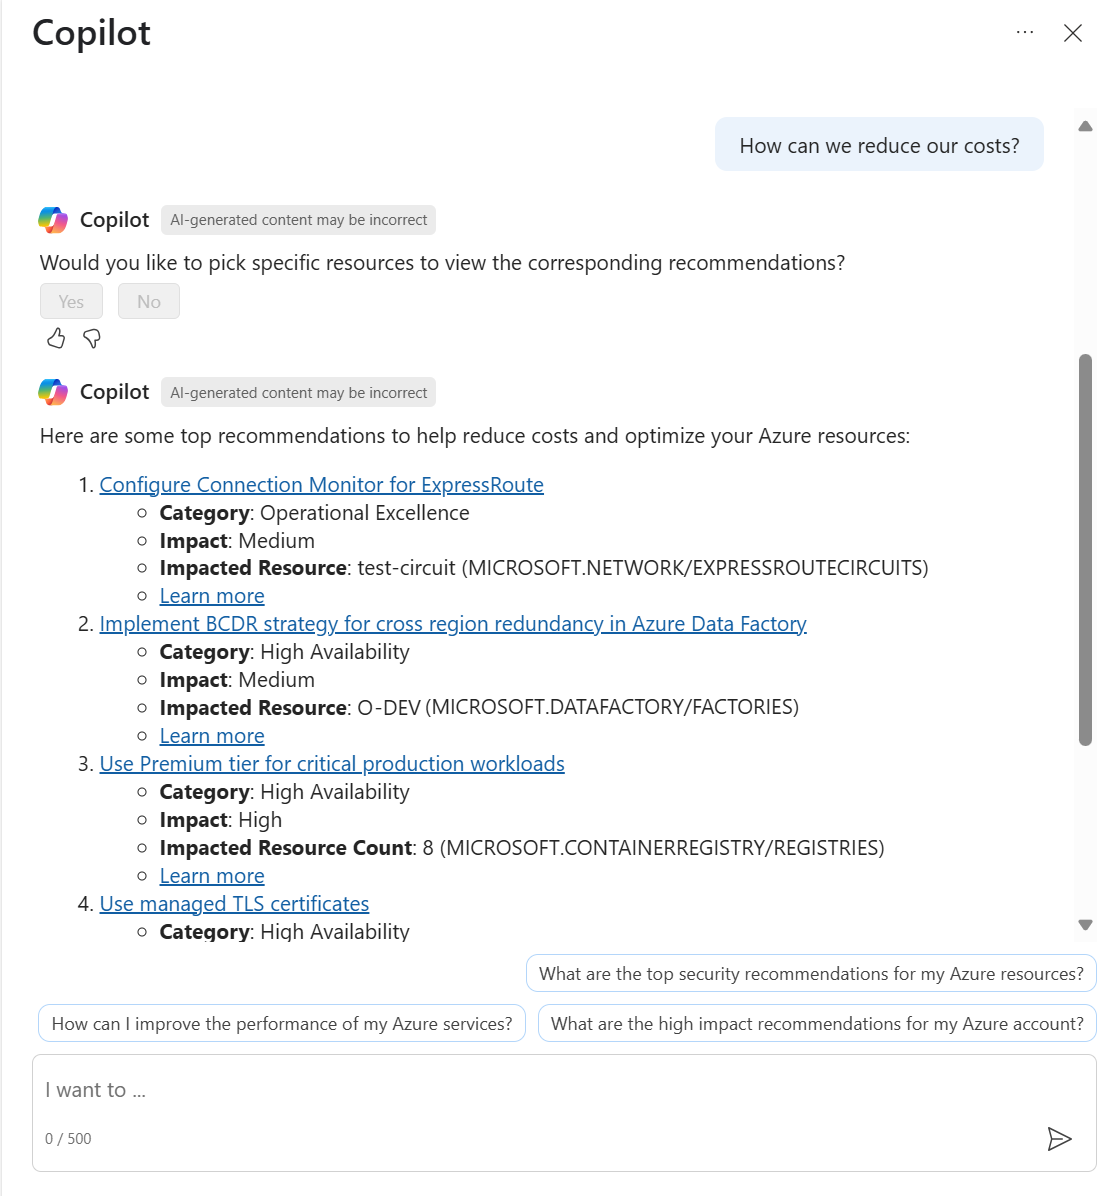 Copilot
How can we reduce our costs?
Copilot AI-generated content may be incorrect
Would you like to pick specific resources to view the corresponding recommendations?
Yes No
Copilot AI-generated content may be incorrect
Here are some top recommendations to help reduce costs and optimize your Azure resources:
1. Configure Connection Monitor for ExpressRoute
Category: Operational Excellence
Impact: Medium
Impacted Resource: test-circuit (MICROSOFT.NETWORK/EXPRESSROUTECIRCUITS)
Learn more
2. Implement BCDR strategy for cross region redundancy in Azure Data Factory
Category: High Availability
Impact: Medium
Impacted Resource: O-DEV (MICROSOFT.DATAFACTORY/FACTORIES)
Learn more
3. Use Premium tier for critical production workloads
Category: High Availability
Impact: High
Impacted Resource Count: 8 (MICROSOFT.CONTAINERREGISTRY/REGISTRIES)
Learn more
4. Use managed TLS certificates
Category: High Availability
What are the top security recommendations for my Azure resources?
How can I improve the performance of my Azure services? What are the high impact recommendations for my Azure account?
I want to ...
0 / 500